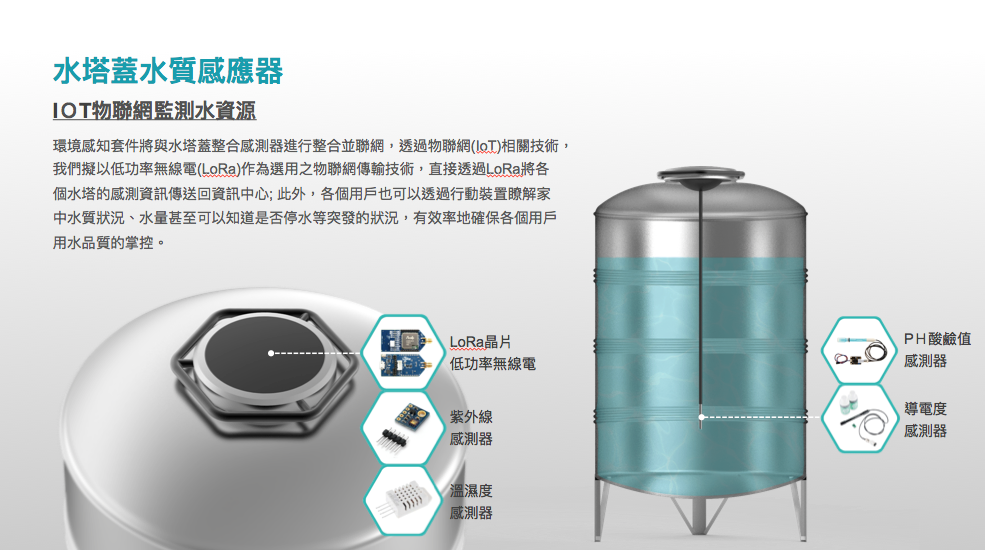 水塔蓋水質感應器
IOT物聯網監測水資源
環境感知套件將與水塔蓋整合感測器進行整合並聯網，透過物聯網(IoT)相關技術，
我們擬以低功率無線電(LoRa)作為選用之物聯網傳輸技術，直接透過LoRa將各
個水塔的感測資訊傳送回資訊中心; 此外，各個用戶也可以透過行動裝置瞭解家
中水質狀況、水量甚至可以知道是否停水等突發的狀況，有效率地確保各個用戶
用水品質的掌控。
LoRa晶片
低功率無線電
紫外線
感測器
溫濕度
感測器
PH酸鹼值
感測器
導電度
感測器